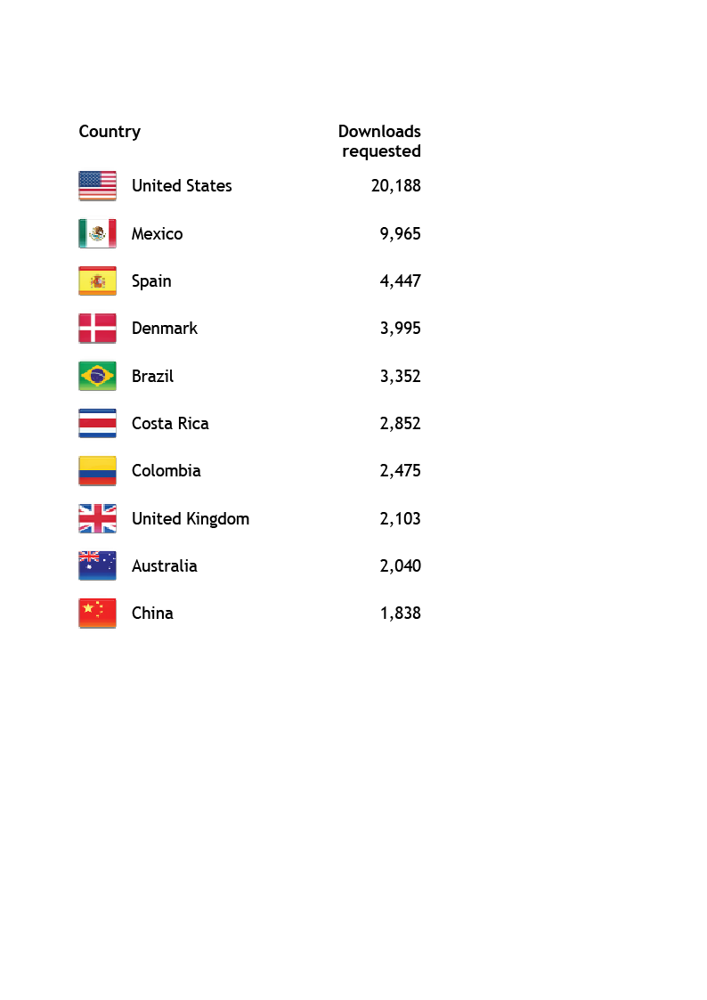 Country Downloads
requested
United States 20,188
Mexico 9,965
Spain 4,447
Denmark 3,995
Brazil 3,352
Costa Rica 2,852
Colombia 2,475
United Kingdom 2,103
Australia 2,040
China 1,838